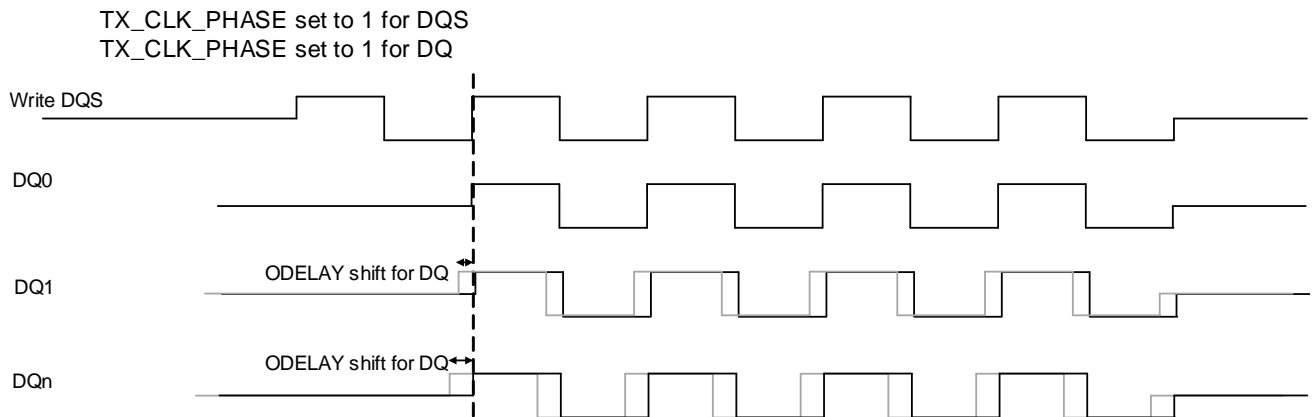 TX_CLK_PHASE set to 1 for DQS
TX_CLK_PHASE set to 1 for DQ
Write DQS
DQ0
ODELAY shift for DQ
DQ1
ODELAY shift for DQ
DQn